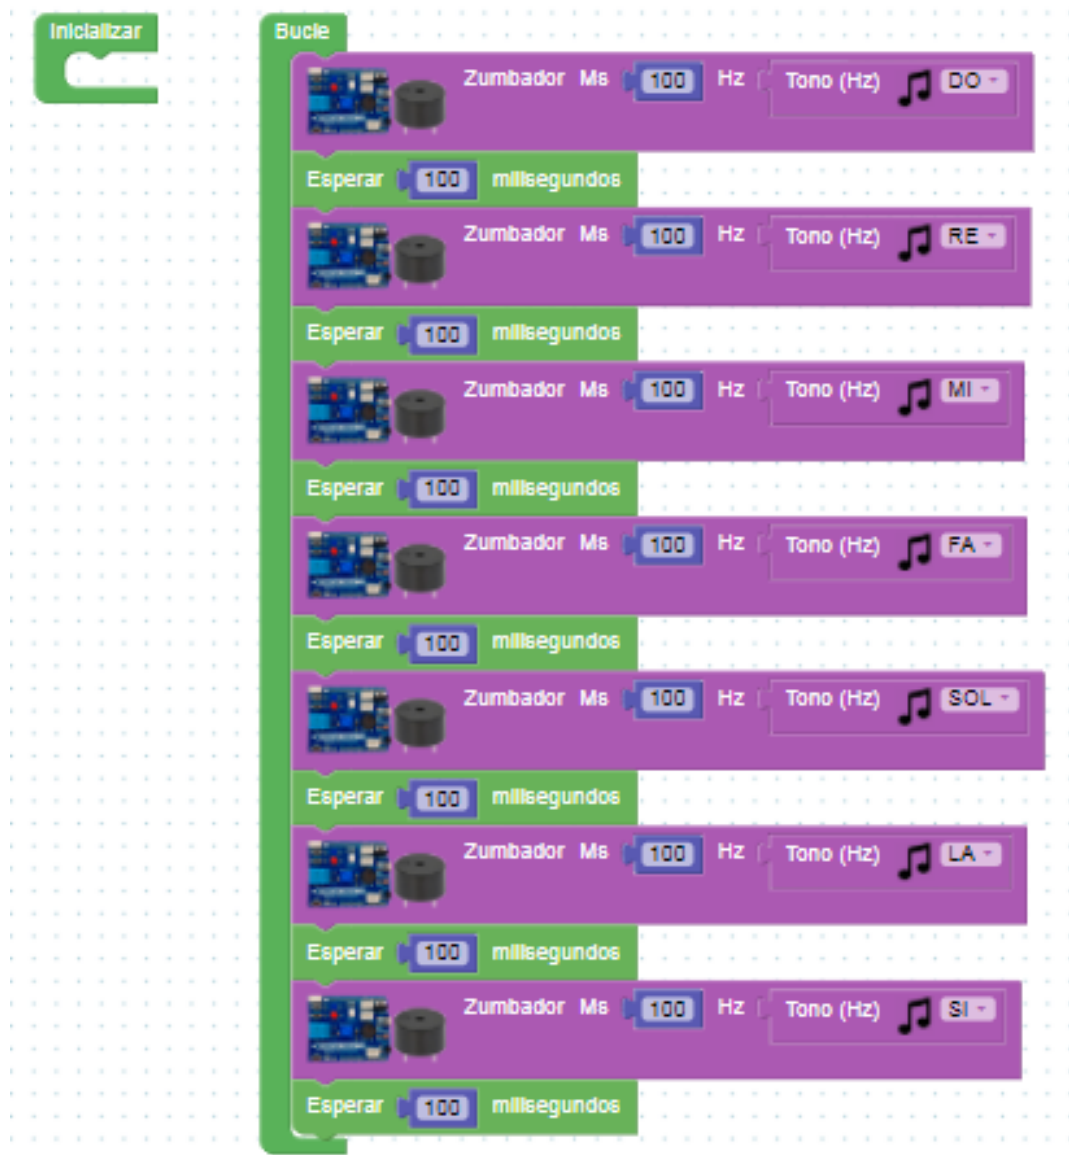 Inicializar
Bucle
Zumbador Ms 100 Hz Tono (Hz) DO
Esperar 100 milisegundos
Zumbador Ms 100 Hz Tono (Hz) RE
Esperar 100 milisegundos
Zumbador Ms 100 Hz Tono (Hz) MI
Esperar 100 milisegundos
Zumbador Ms 100 Hz Tono (Hz) FA
Esperar 100 milisegundos
Zumbador Ms 100 Hz Tono (Hz) SOL
Esperar 100 milisegundos
Zumbador Ms 100 Hz Tono (Hz) LA
Esperar 100 milisegundos
Zumbador Ms 100 Hz Tono (Hz) SI
Esperar 100 milisegundos